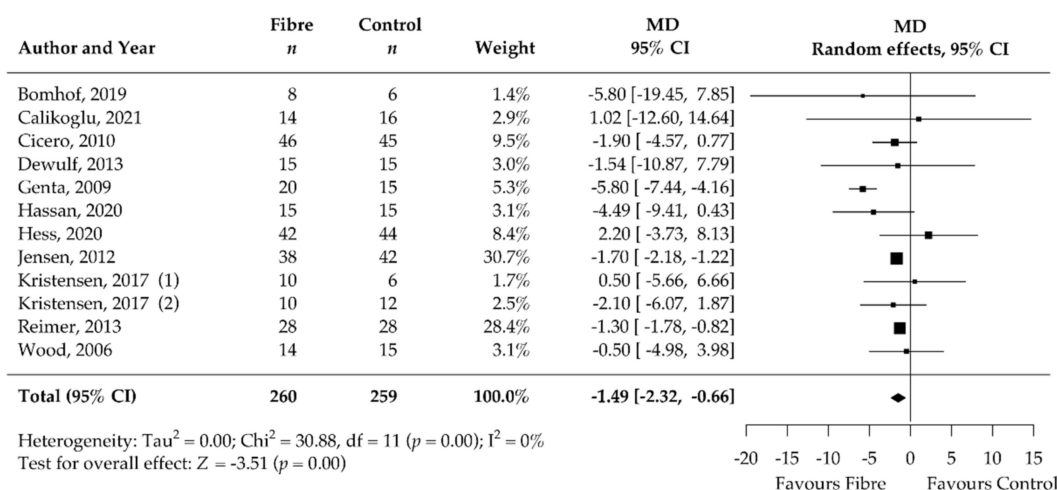 Fibre Control MD MD
Author and Year n n Weight 95% CI Random effects, 95% CI
Bomhof, 2019 8 6 1.4% -5.80 [-19.45, 7.85]
Calikoglu, 2021 14 16 2.9% 1.02 [-12.60, 14.64]
Cicero, 2010 46 45 9.5% -1.90 [ -4.57, 0.77]
Dewulf, 2013 15 15 3.0% -1.54 [-10.87, 7.79]
Genta, 2009 20 15 5.3% -5.80 [ -7.44, -4.16]
Hassan, 2020 15 15 3.1% -4.49 [ -9.41, 0.43]
Hess, 2020 42 44 8.4% 2.20 [ -3.73, 8.13]
Jensen, 2012 38 42 30.7% -1.70 [ -2.18, -1.22]
Kristensen, 2017 (1) 10 6 1.7% 0.50 [ -5.66, 6.66]
Kristensen, 2017 (2) 10 12 2.5% -2.10 [ -6.07, 1.87]
Reimer, 2013 28 28 28.4% -1.30 [ -1.78, -0.82]
Wood, 2006 14 15 3.1% -0.50 [ -4.98, 3.98]
Total (95% CI) 260 259 100.0% -1.49 [-2.32, -0.66]
Heterogeneity: Tau² = 0.00; Chi² = 30.88, df = 11 (p = 0.00); I² = 0%
Test for overall effect: Z = -3.51 (p = 0.00)
-20 -15 -10 -5 0 5 10 15
Favours Fibre Favours Control